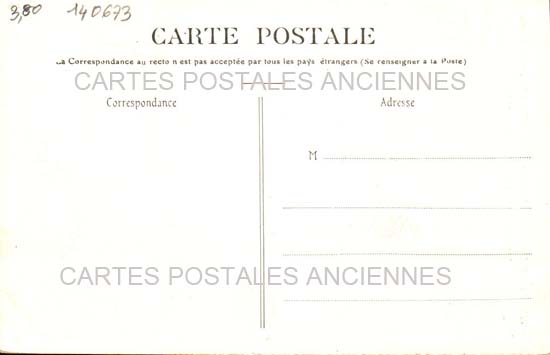 3,80 140673
CARTE POSTALE
La Correspondance au recto n'est pas acceptée par tous les pays étrangers (Se renseigner à la Poste)
CARTES POSTALES ANCIENNES
Correspondance Adresse
M
CARTES POSTALES ANCIENNES